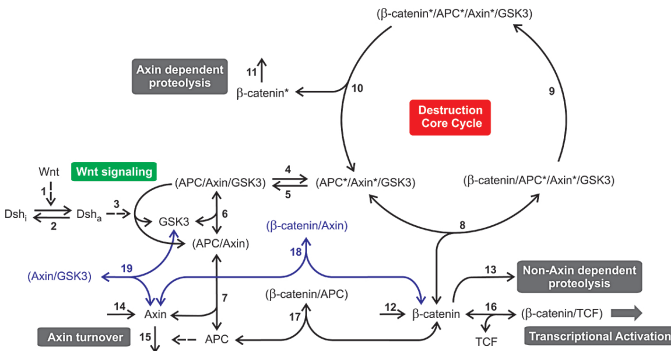 (β-catenin*/APC*/Axin*/GSK3)
Axin dependent
proteolysis
11
β-catenin*
10
9
Destruction
Core Cycle
Wnt signaling
Wnt
1
Dshi
2
Dsha
3
(APC/Axin/GSK3)
4
5
(APC*/Axin*/GSK3)
(β-catenin/APC*/Axin*/GSK3)
GSK3
6
(APC/Axin)
(β-catenin/Axin)
8
18
(Axin/GSK3)
19
7
(β-catenin/APC)
13
Non-Axin dependent
proteolysis
14
Axin
17
12
β-catenin
16
(β-catenin/TCF)
Axin turnover
15
APC
TCF
Transcriptional Activation